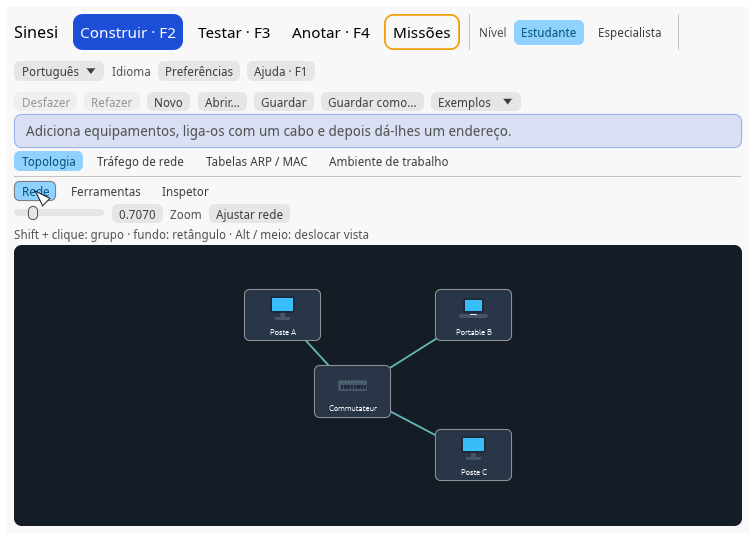 Sinesi Construir · F2 Testar · F3 Anotar · F4 Missões Nível Estudante Especialista
Português Idioma Preferências Ajuda · F1
Desfazer Refazer Novo Abrir... Guardar Guardar como... Exemplos
Adiciona equipamentos, liga-os com um cabo e depois dá-lhes um endereço.
Topologia Tráfego de rede Tabelas ARP / MAC Ambiente de trabalho
Rede Ferramentas Inspetor
0.7070 Zoom Ajustar rede
Shift + clique: grupo · fundo: retângulo · Alt / meio: deslocar vista
Poste A Portable B
Commutateur
Poste C